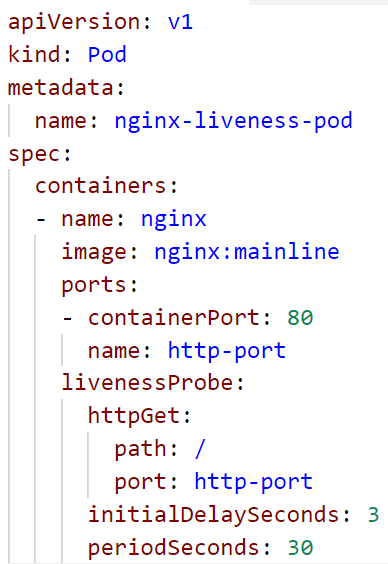 apiVersion: v1
kind: Pod
metadata:
  name: nginx-liveness-pod
spec:
  containers:
  - name: nginx
    image: nginx:mainline
    ports:
    - containerPort: 80
      name: http-port
    livenessProbe:
      httpGet:
        path: /
        port: http-port
      initialDelaySeconds: 3
      periodSeconds: 30